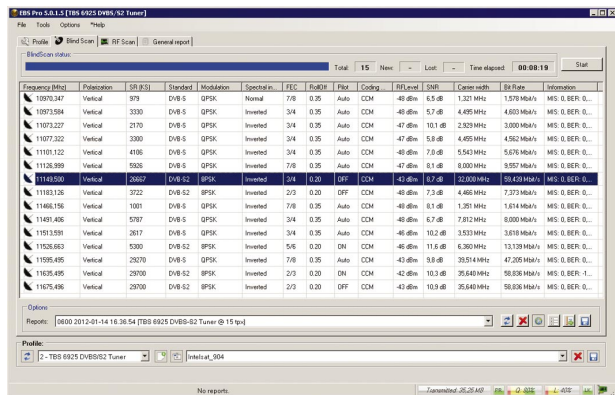 EBS Pro 5.0.1.5 [TBS 6925 DVBS/S2 Tuner]
File Tools Options *Help
Profile Blind Scan RF Scan General report
BlindScan status:
Total: 15 New: - Lost: - Time elapsed: 00:08:19 Start
Frequency (Mhz) Polarization SR (KS) Standard Modulation Spectral in... FEC RollOff Pilot Coding ... RFLevel SNR Carrier width Bit Rate Information
10970,347 Vertical 979 DVB-S QPSK Normal 7/8 0.35 Auto CCM -48 dBm 6,5 dB 1,321 MHz 1,578 Mbit/s MIS: 0, BER: 0,...
10973,584 Vertical 3330 DVB-S QPSK Inverted 3/4 0.35 Auto CCM -48 dBm 5,7 dB 4,495 MHz 4,603 Mbit/s MIS: 0, BER: 0,...
11073,227 Vertical 2170 DVB-S QPSK Inverted 3/4 0.35 Auto CCM -47 dBm 10,1 dB 2,929 MHz 3,000 Mbit/s MIS: 0, BER: 0,...
11077,322 Vertical 3300 DVB-S QPSK Inverted 3/4 0.35 Auto CCM -47 dBm 5,8 dB 4,455 MHz 4,562 Mbit/s MIS: 0, BER: 0,...
11101,122 Vertical 4106 DVB-S QPSK Inverted 3/4 0.35 Auto CCM -48 dBm 7,0 dB 5,543 MHz 5,676 Mbit/s MIS: 0, BER: 0,...
11126,999 Vertical 5926 DVB-S QPSK Inverted 7/8 0.35 Auto CCM -47 dBm 8,1 dB 8,000 MHz 9,557 Mbit/s MIS: 0, BER: 0,...
11149,500 Vertical 26667 DVB-S2 8PSK Inverted 3/4 0.20 OFF CCM -43 dBm 8,7 dB 32,000 MHz 59,439 Mbit/s MIS: 0, BER: 0,...
11183,126 Vertical 3722 DVB-S2 8PSK Inverted 2/3 0.20 OFF CCM -48 dBm 7,3 dB 4,466 MHz 7,373 Mbit/s MIS: 0, BER: 0,...
11466,156 Vertical 1001 DVB-S QPSK Inverted 7/8 0.35 Auto CCM -48 dBm 8,1 dB 1,351 MHz 1,614 Mbit/s MIS: 0, BER: 0,...
11491,406 Vertical 5787 DVB-S QPSK Inverted 3/4 0.35 Auto CCM -47 dBm 6,7 dB 7,812 MHz 8,000 Mbit/s MIS: 0, BER: 0,...
11513,591 Vertical 2617 DVB-S QPSK Inverted 3/4 0.35 Auto CCM -46 dBm 10,2 dB 3,533 MHz 3,618 Mbit/s MIS: 0, BER: 0,...
11526,663 Vertical 5300 DVB-S2 8PSK Inverted 5/6 0.20 ON CCM -46 dBm 11,6 dB 6,360 MHz 13,139 Mbit/s MIS: 0, BER: 0,...
11595,495 Vertical 29270 DVB-S QPSK Inverted 7/8 0.35 Auto CCM -43 dBm 9,8 dB 39,514 MHz 47,205 Mbit/s MIS: 0, BER: 0,...
11635,495 Vertical 29700 DVB-S2 8PSK Inverted 2/3 0.20 ON CCM -42 dBm 10,3 dB 35,640 MHz 58,836 Mbit/s MIS: 0, BER: -1...
11675,496 Vertical 29700 DVB-S2 8PSK Inverted 2/3 0.20 OFF CCM -43 dBm 10,9 dB 35,640 MHz 58,836 Mbit/s MIS: 0, BER: 0,...
Options
Reports: 0600 2012-01-14 16.36.54 [TBS 6925 DVBS-S2 Tuner @ 15 tpx]
Profile:
2 - TBS 6925 DVBS/S2 Tuner Intelsat_904
No reports. Transmitted: 35,25 MB PR Q 80% L 40% LK